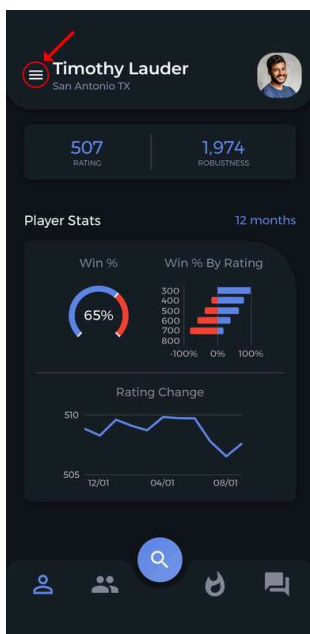 Timothy Lauder
San Antonio TX
507
RATING
1,974
ROBUSTNESS
Player Stats
12 months
Win %
Win % By Rating
65%
300
400
500
600
700
800
-100% 0% 100%
Rating Change
510
505
12/01 04/01 08/01